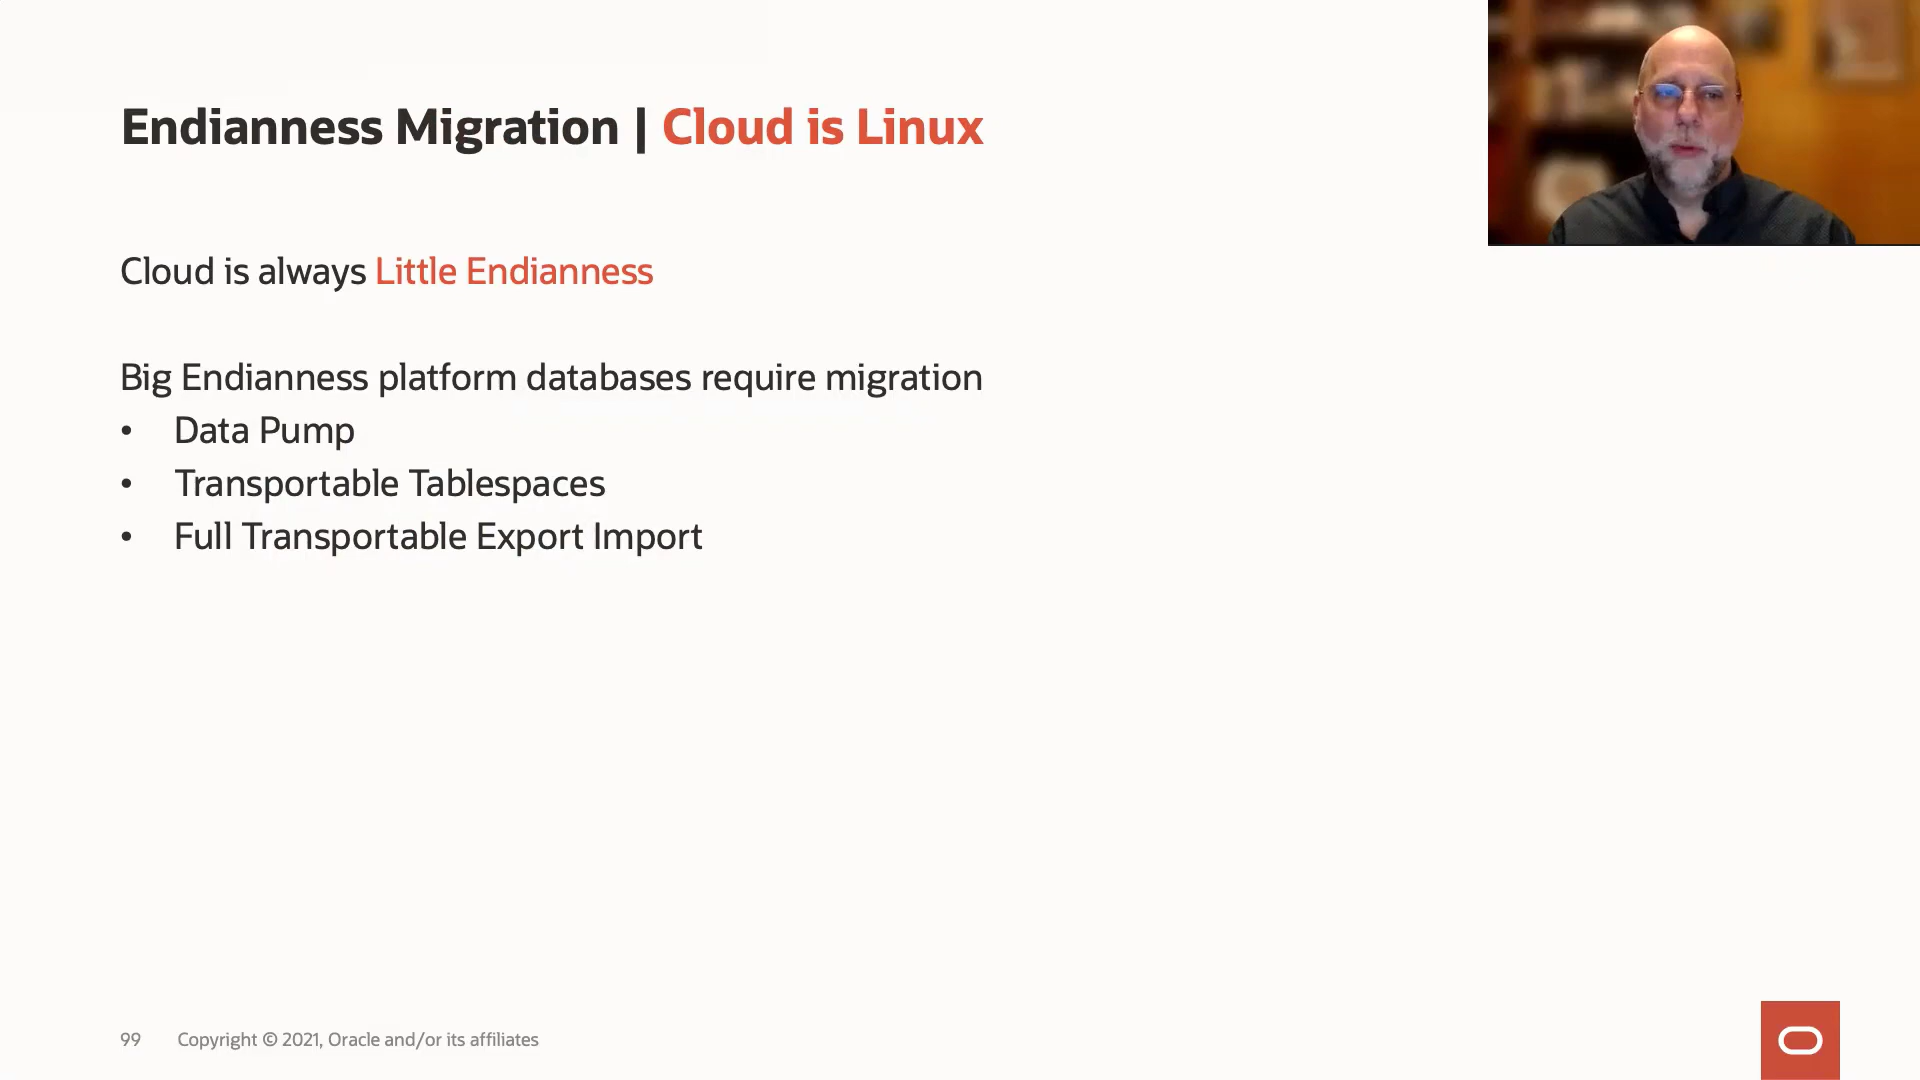 Endianness Migration | Cloud is Linux
Cloud is always Little Endianness
Big Endianness platform databases require migration
• Data Pump
• Transportable Tablespaces
• Full Transportable Export Import
99 Copyright © 2021, Oracle and/or its affiliates